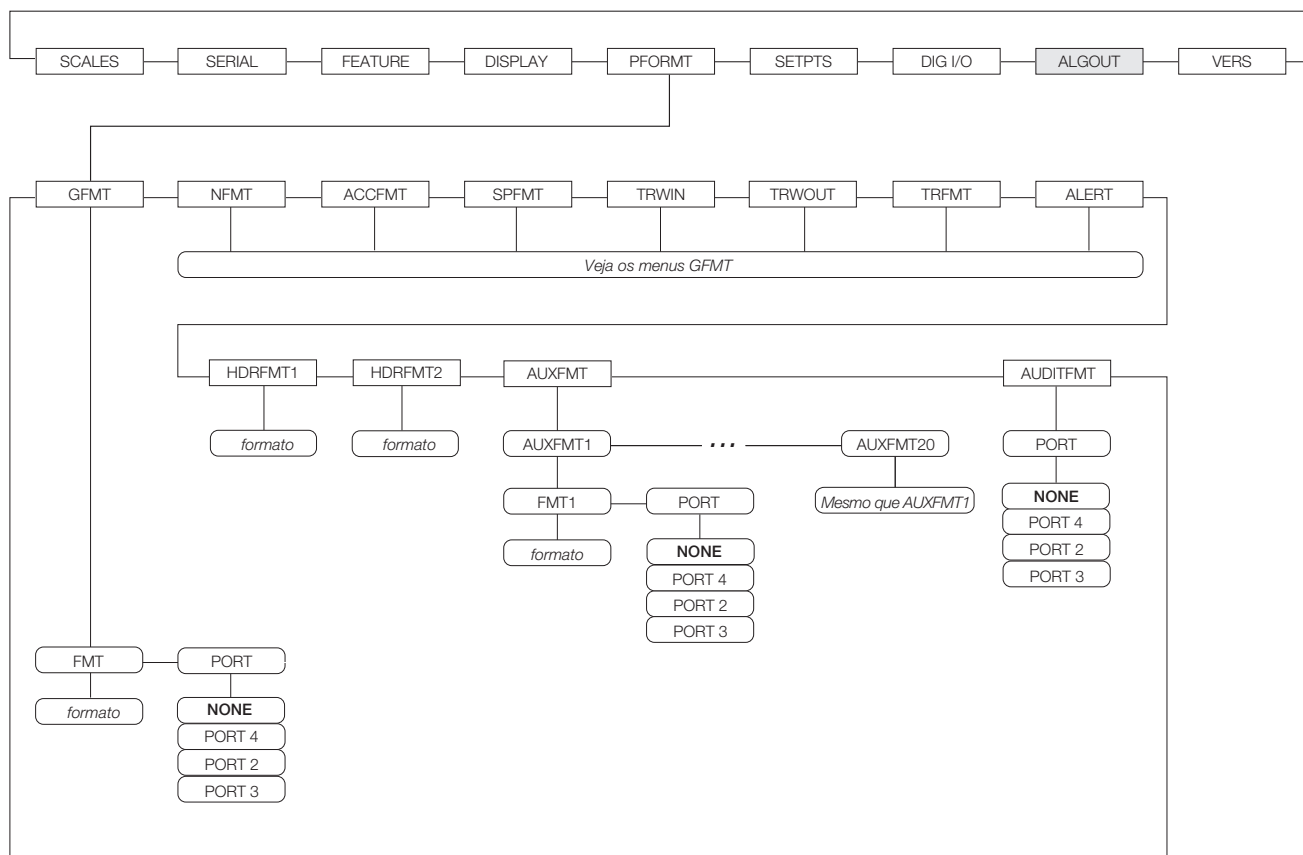 SCALES SERIAL FEATURE DISPLAY PFORMT SETPTS DIG I/O ALGOUT VERS
GFMT NFMT ACCFMT SPFMT TRWIN TRWOUT TRFMT ALERT
Veja os menus GFMT
HDRFMT1 HDRFMT2 AUXFMT AUDITFMT
formato formato AUXFMT1 ... AUXFMT20 PORT
FMT1 PORT Mesmo que AUXFMT1 NONE
PORT 4
formato NONE PORT 2
PORT 4 PORT 3
PORT 2
PORT 3
FMT PORT
formato NONE
PORT 4
PORT 2
PORT 3